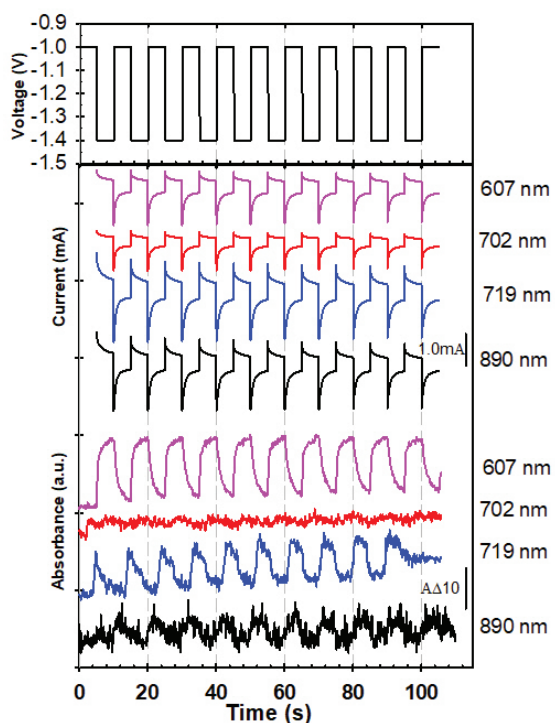 -0.9
-1.0
-1.1
-1.2
-1.3
-1.4
-1.5
Voltage (V)
Current (mA)
607 nm
702 nm
719 nm
1.0mA
890 nm
Absorbance (a.u.)
607 nm
702 nm
719 nm
AΔ10
890 nm
0 20 40 60 80 100
Time (s)